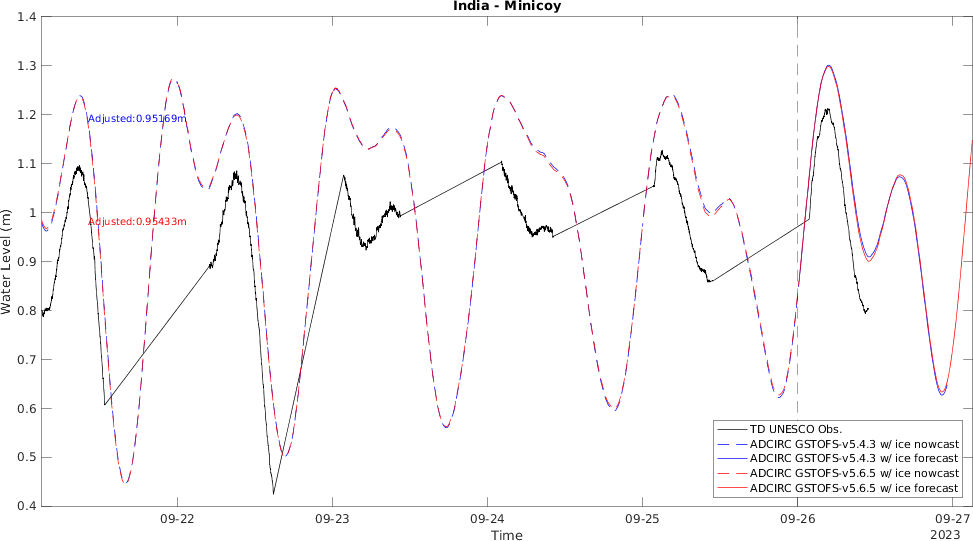 India - Minicoy
1.4
1.3
1.2
1.1
1
0.9
0.8
0.7
0.6
0.5
0.4
Water Level (m)
Adjusted:0.95169m
Adjusted:0.95433m
TD UNESCO Obs.
ADCIRC GSTOFS-v5.4.3 w/ ice nowcast
ADCIRC GSTOFS-v5.4.3 w/ ice forecast
ADCIRC GSTOFS-v5.6.5 w/ ice nowcast
ADCIRC GSTOFS-v5.6.5 w/ ice forecast
09-22 09-23 09-24 09-25 09-26 09-27
Time
2023